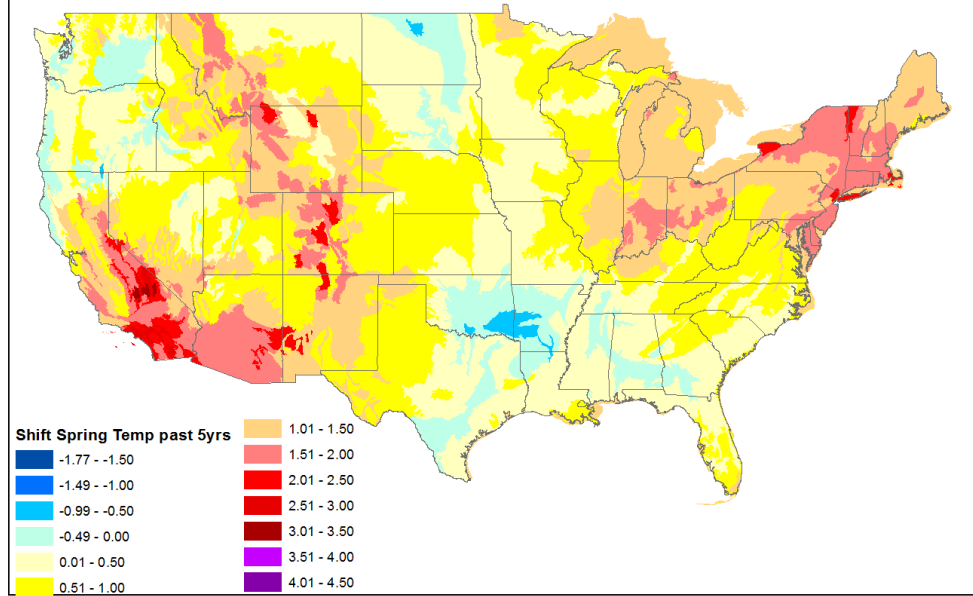 Shift Spring Temp past 5yrs
-1.77 - -1.50
-1.49 - -1.00
-0.99 - -0.50
-0.49 - 0.00
0.01 - 0.50
0.51 - 1.00
1.01 - 1.50
1.51 - 2.00
2.01 - 2.50
2.51 - 3.00
3.01 - 3.50
3.51 - 4.00
4.01 - 4.50